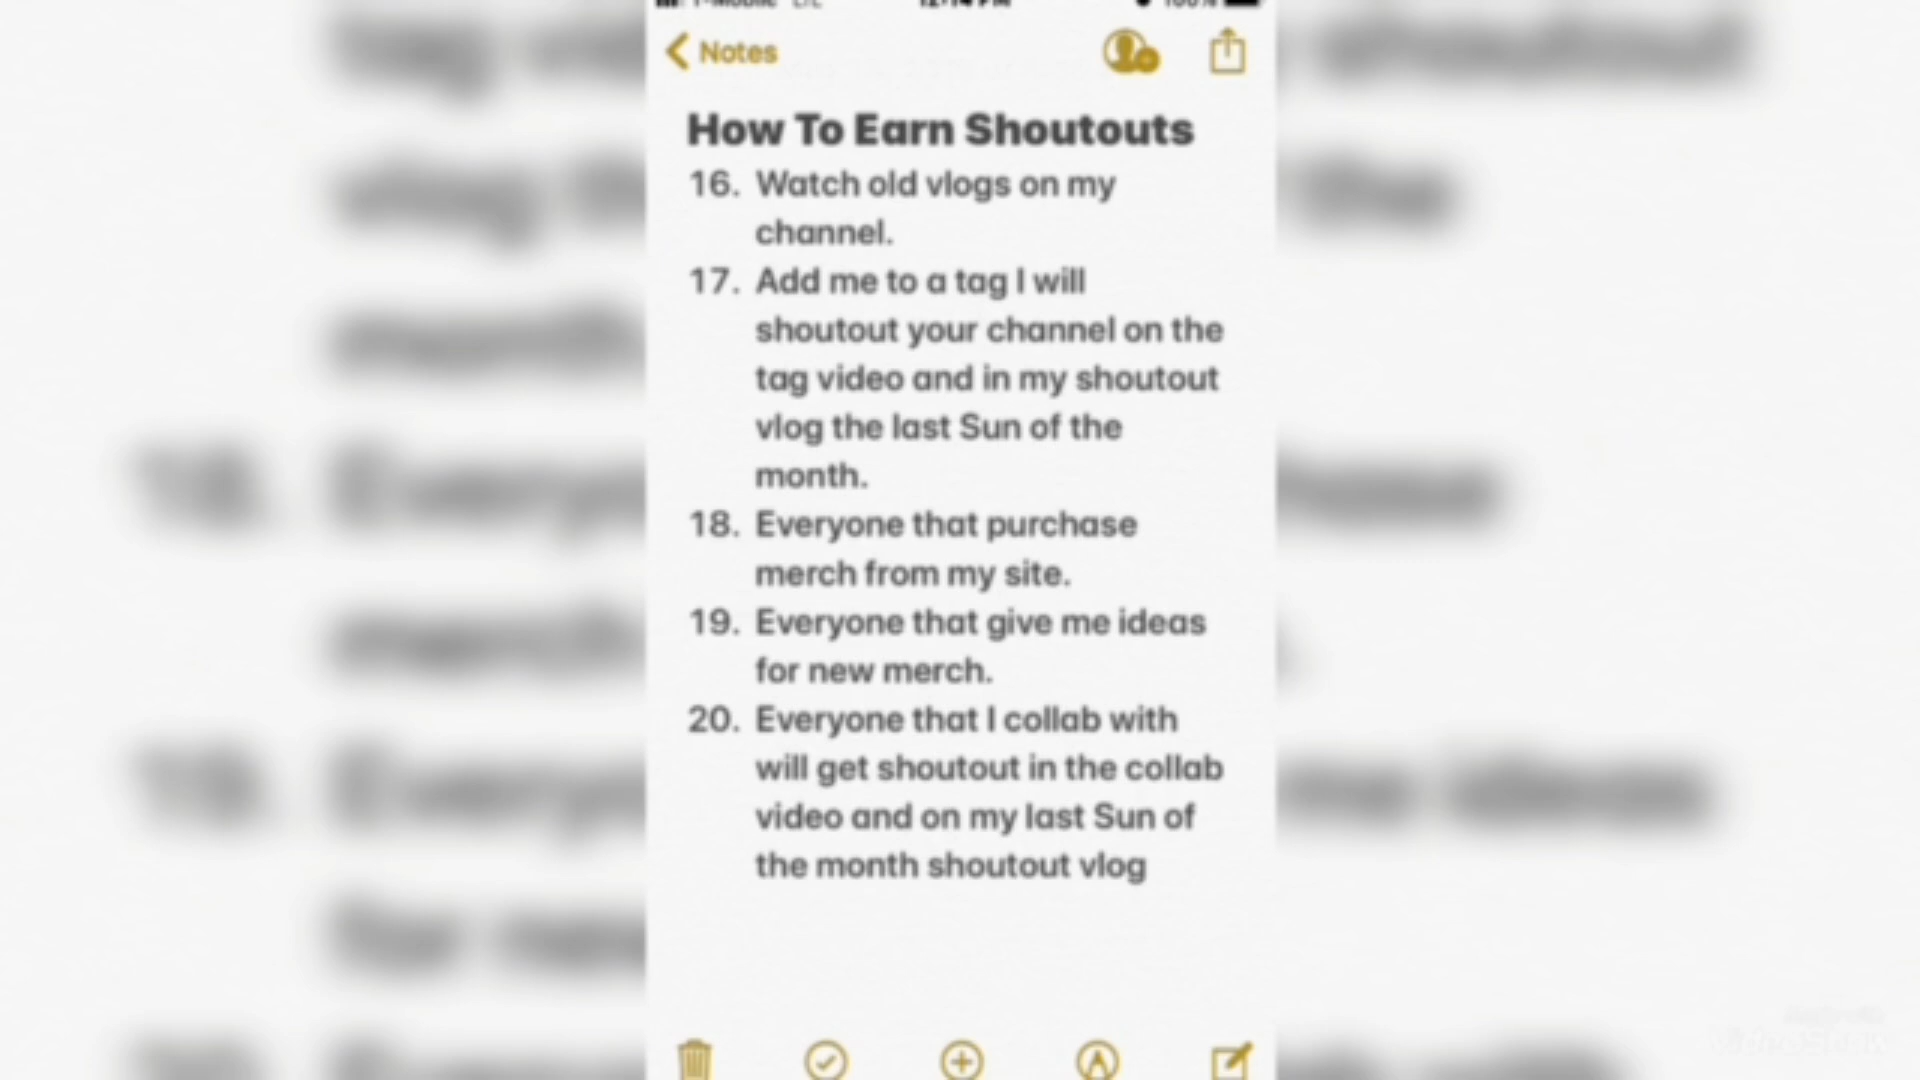 Notes
How To Earn Shoutouts
16. Watch old vlogs on my
channel.
17. Add me to a tag I will
shoutout your channel on the
tag video and in my shoutout
vlog the last Sun of the
month.
18. Everyone that purchase
merch from my site.
19. Everyone that give me ideas
for new merch.
20. Everyone that I collab with
will get shoutout in the collab
video and on my last Sun of
the month shoutout vlog